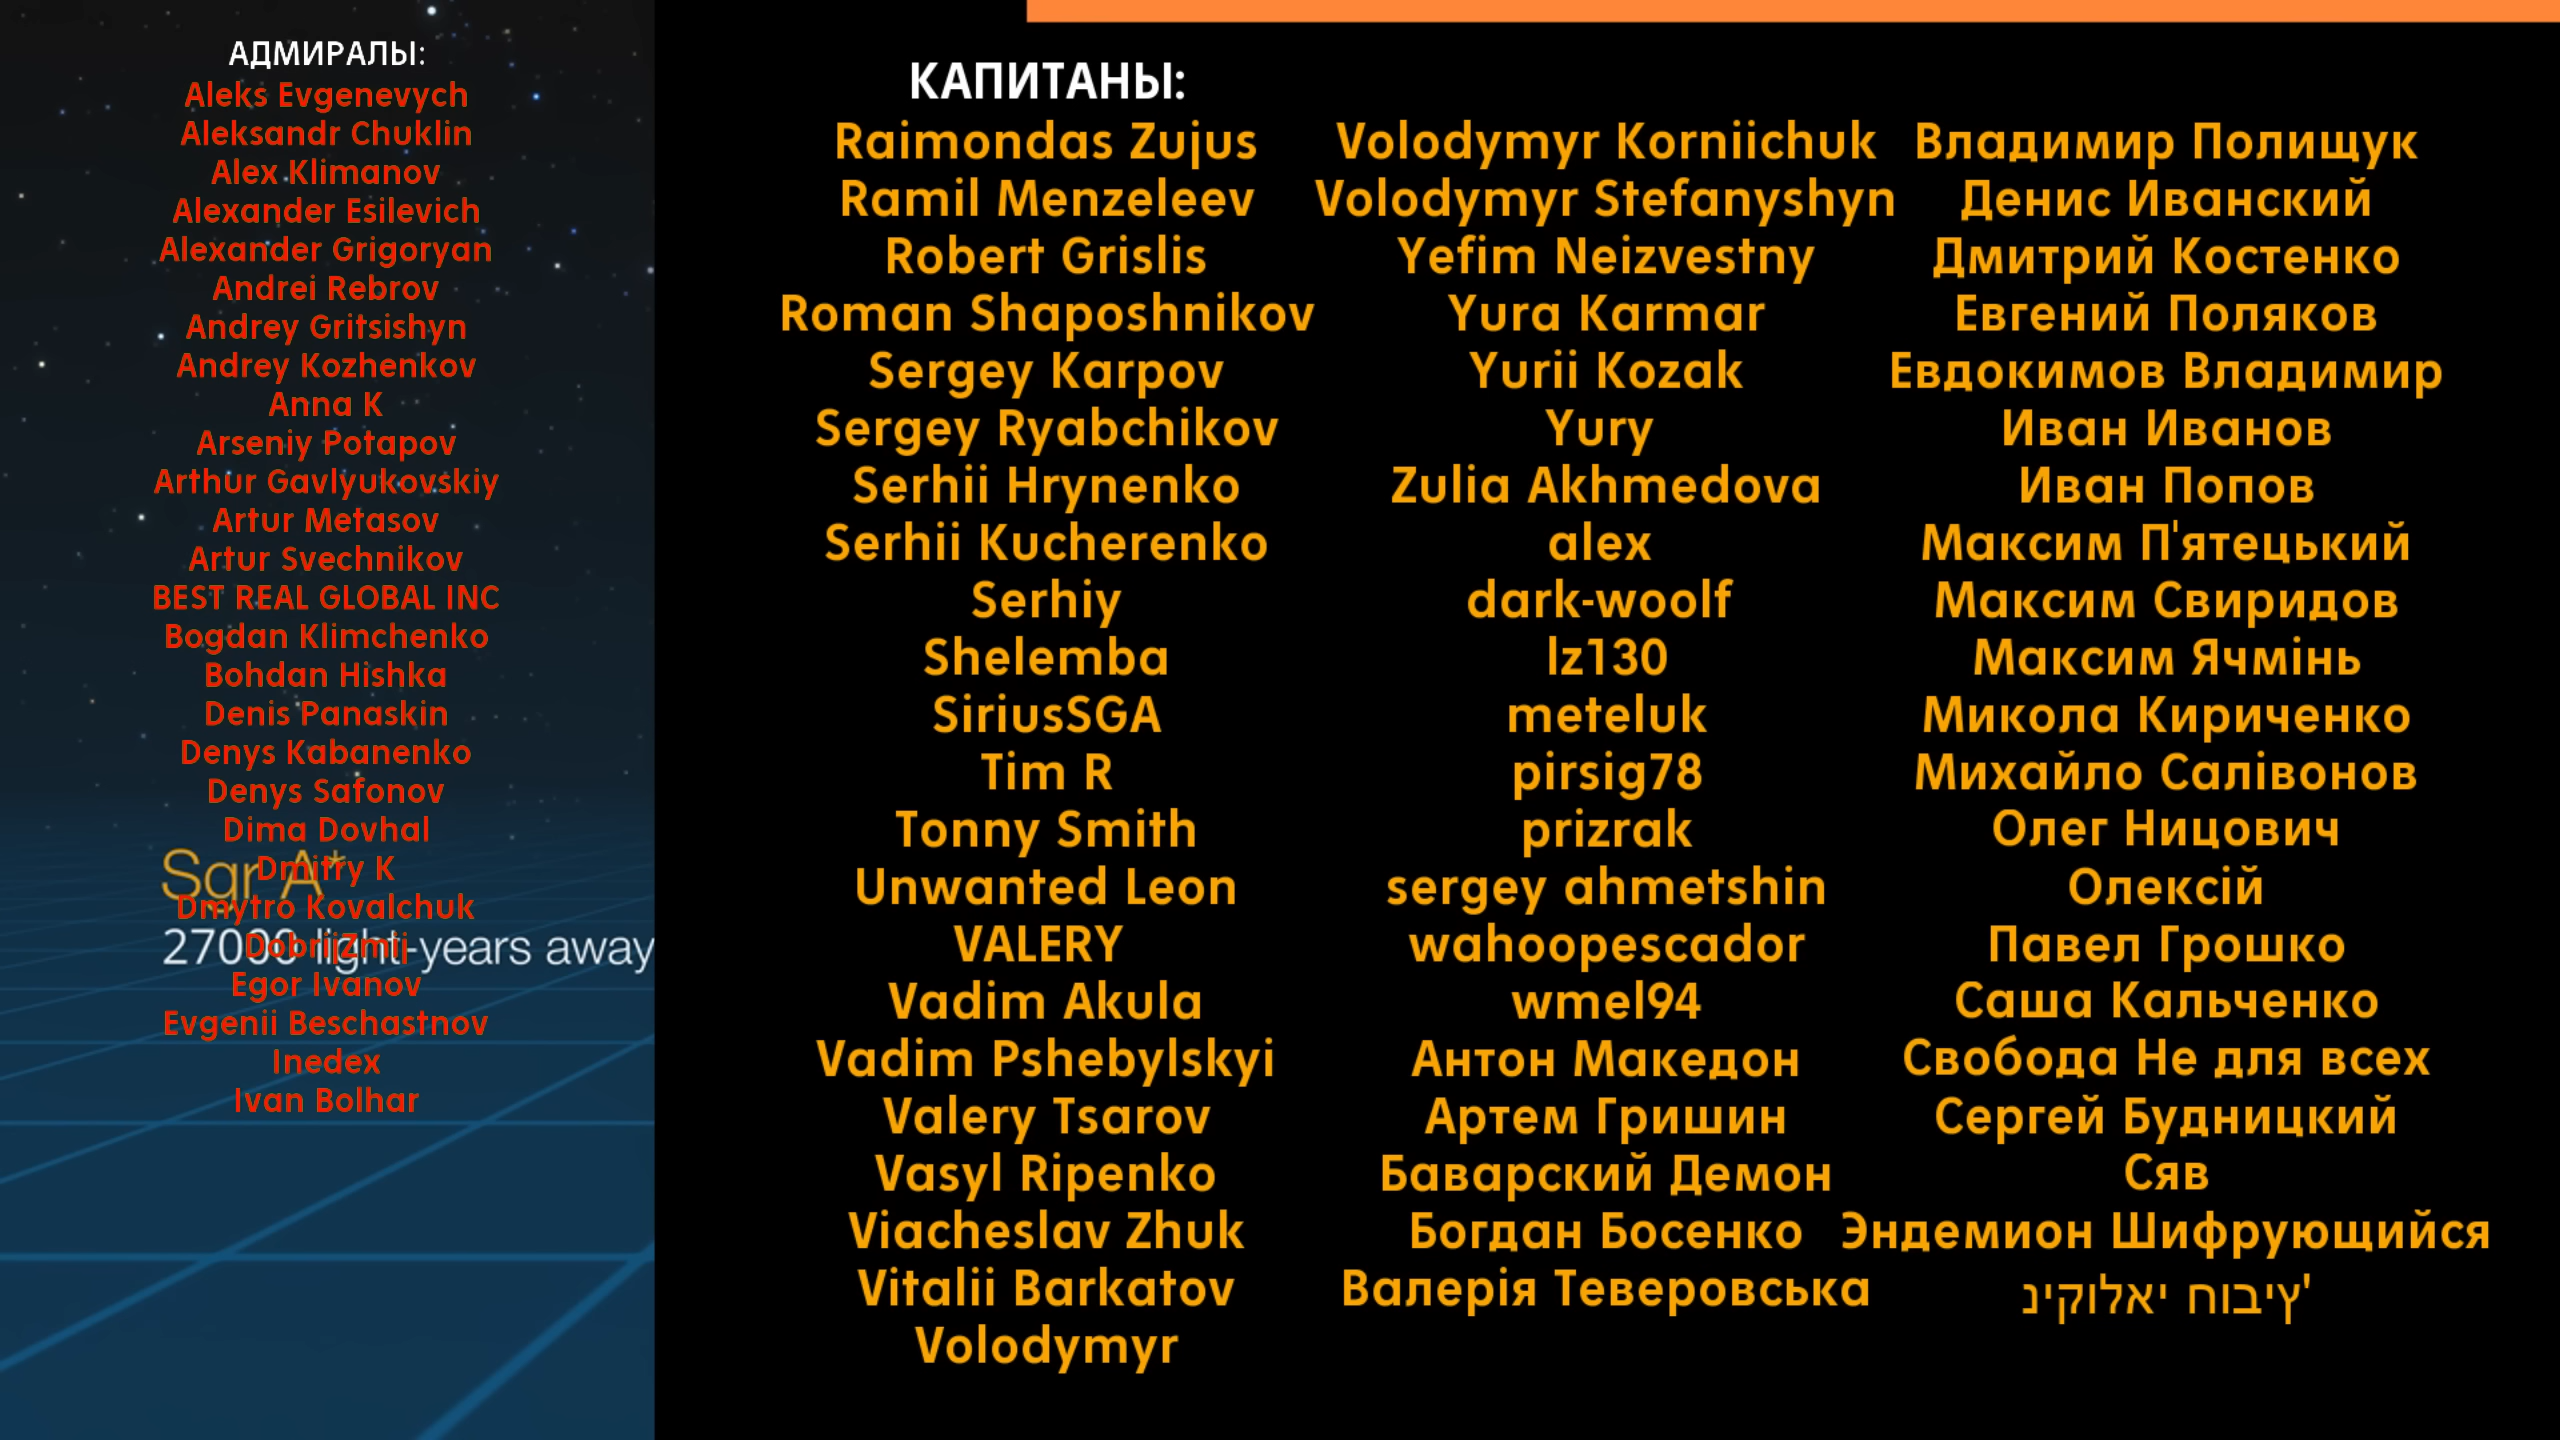 АДМИРАЛЫ:
Aleks Evgenevych
Aleksandr Chuklin
Alex Klimanov
Alexander Esilevich
Alexander Grigoryan
Andrei Rebrov
Andrey Gritsishyn
Andrey Kozhenkov
Anna K
Arseniy Potapov
Arthur Gavlyukovskiy
Artur Metasov
Artur Svechnikov
BEST REAL GLOBAL INC
Bogdan Klimchenko
Bohdan Hishka
Denis Panaskin
Denys Kabanenko
Denys Safonov
Dima Dovhal
Dmitry K
Sgr A*
Dmytro Kovalchuk
DobrijZmij
27000 light-years away
Egor Ivanov
Evgenii Beschastnov
Inedex
Ivan Bolhar
КАПИТАНЫ:
Raimondas Zujus
Ramil Menzeleev
Robert Grislis
Roman Shaposhnikov
Sergey Karpov
Sergey Ryabchikov
Serhii Hrynenko
Serhii Kucherenko
Serhiy
Shelemba
SiriusSGA
Tim R
Tonny Smith
Unwanted Leon
VALERY
Vadim Akula
Vadim Pshebylskyi
Valery Tsarov
Vasyl Ripenko
Viacheslav Zhuk
Vitalii Barkatov
Volodymyr
Volodymyr Korniichuk
Volodymyr Stefanyshyn
Yefim Neizvestny
Yura Karmar
Yurii Kozak
Yury
Zulia Akhmedova
alex
dark-woolf
lz130
meteluk
pirsig78
prizrak
sergey ahmetshin
wahoopescador
wmel94
Антон Македон
Артем Гришин
Баварский Демон
Богдан Босенко
Валерія Теверовська
Владимир Полищук
Денис Иванский
Дмитрий Костенко
Евгений Поляков
Евдокимов Владимир
Иван Иванов
Иван Попов
Максим П'ятецький
Максим Свиридов
Максим Ячмінь
Микола Кириченко
Михайло Салівонов
Олег Ницович
Олексій
Павел Грошко
Саша Кальченко
Свобода Не для всех
Сергей Будницкий
Сяв
Эндемион Шифрующийся
ניקולאי חוביץ'